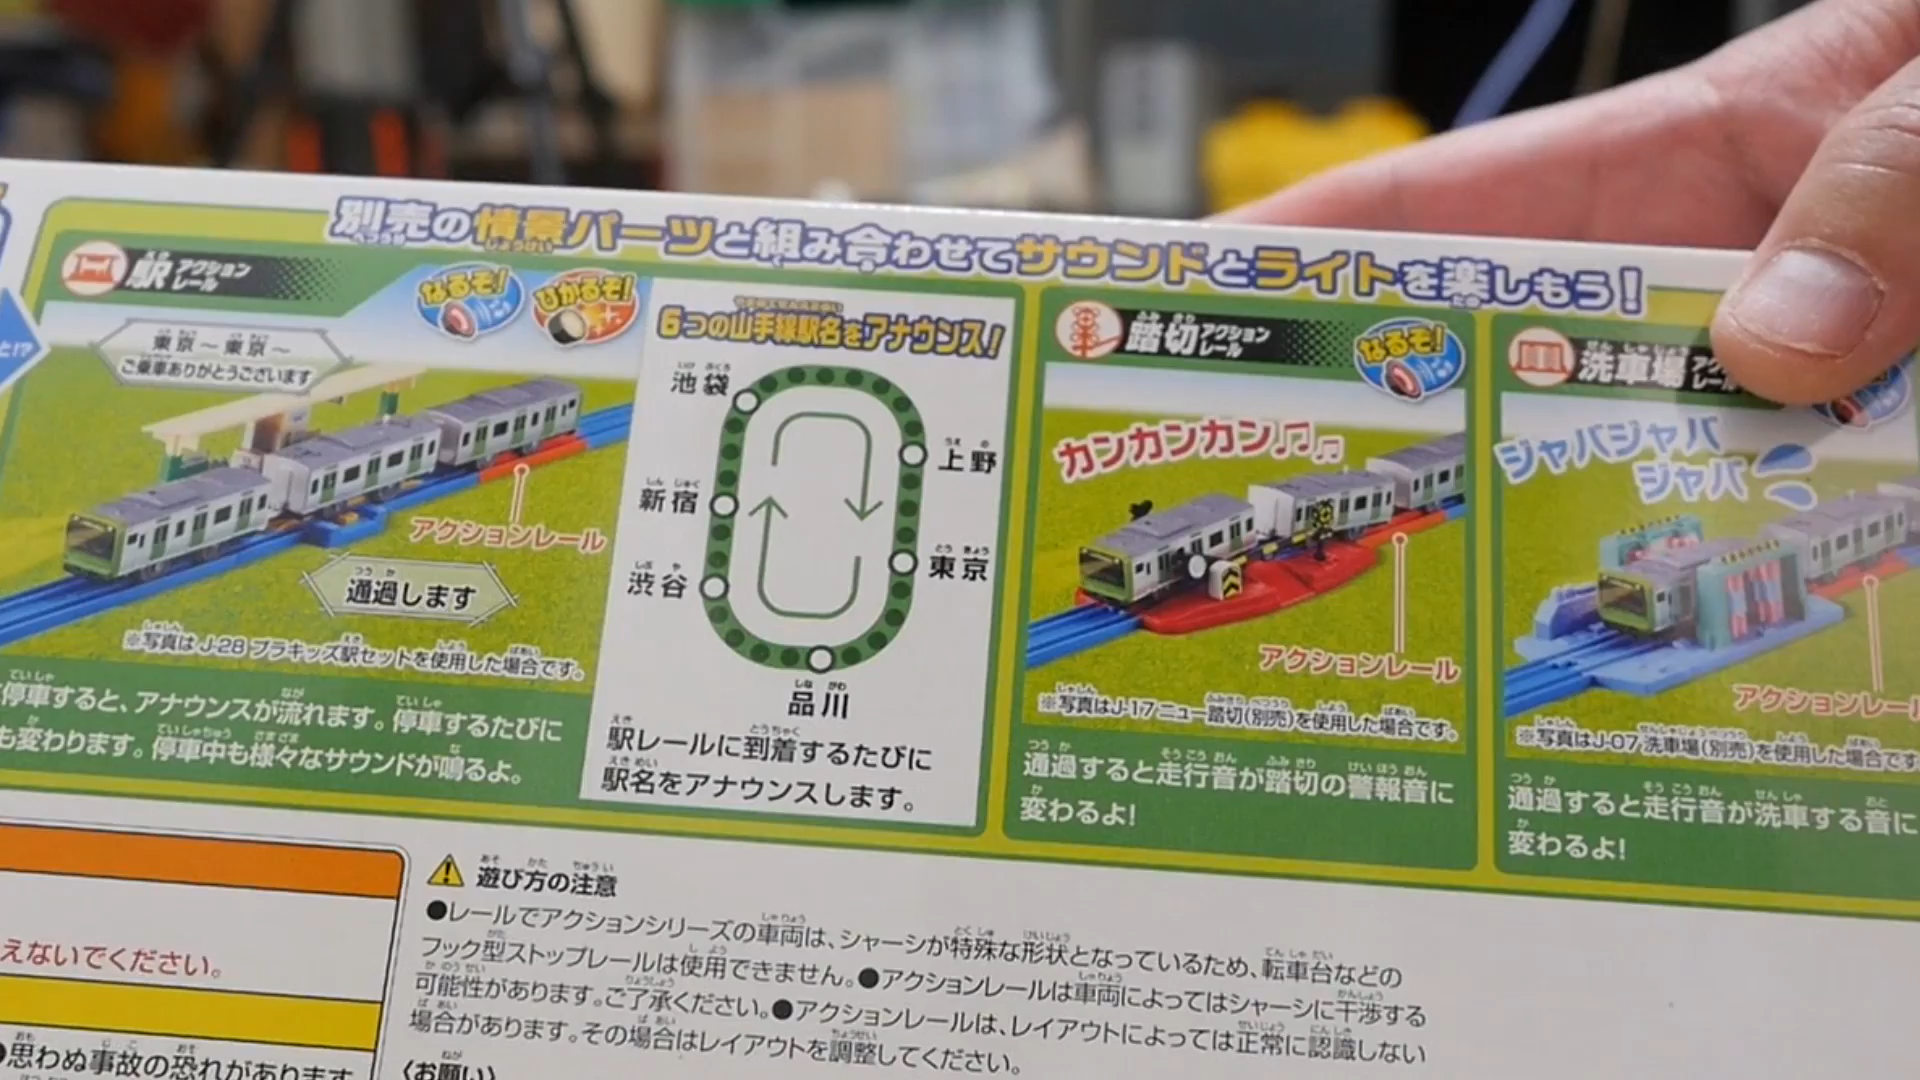 別売の情景パーツと組み合わせてサウンドとライトを楽しもう!
駅 アクションレール
なるぞ!
ひかるぞ!
東京～東京～
ご乗車ありがとうございます
アクションレール
通過します
※写真は J-28 プラキッズ駅セットを使用した場合です。
停車すると、アナウンスが流れます。停車するたびに
も変わります。停車中も様々なサウンドが鳴るよ。
6つの山手線駅名をアナウンス!
池袋
上野
新宿
東京
渋谷
品川
駅レールに到着するたびに
駅名をアナウンスします。
踏切 アクションレール
なるぞ!
カンカンカン♫♫
アクションレール
※写真はJ-17 ニュー踏切(別売)を使用した場合です。
通過すると走行音が踏切の警報音に
変わるよ!
洗車場
ジャバジャバ
ジャバ
アクションレール
※写真はJ-07 洗車場(別売)を使用した場合です
通過すると走行音が洗車する音に
変わるよ!
えないでください。
思わぬ事故の恐れがあります
遊び方の注意
●レールでアクションシリーズの車両は、シャーシが特殊な形状となっているため、転車台などの
フック型ストップレールは使用できません。●アクションレールは車両によってはシャーシに干渉する
可能性があります。ご了承ください。●アクションレールは、レイアウトによっては正常に認識しない
場合があります。その場合はレイアウトを調整してください。
〈お願い〉